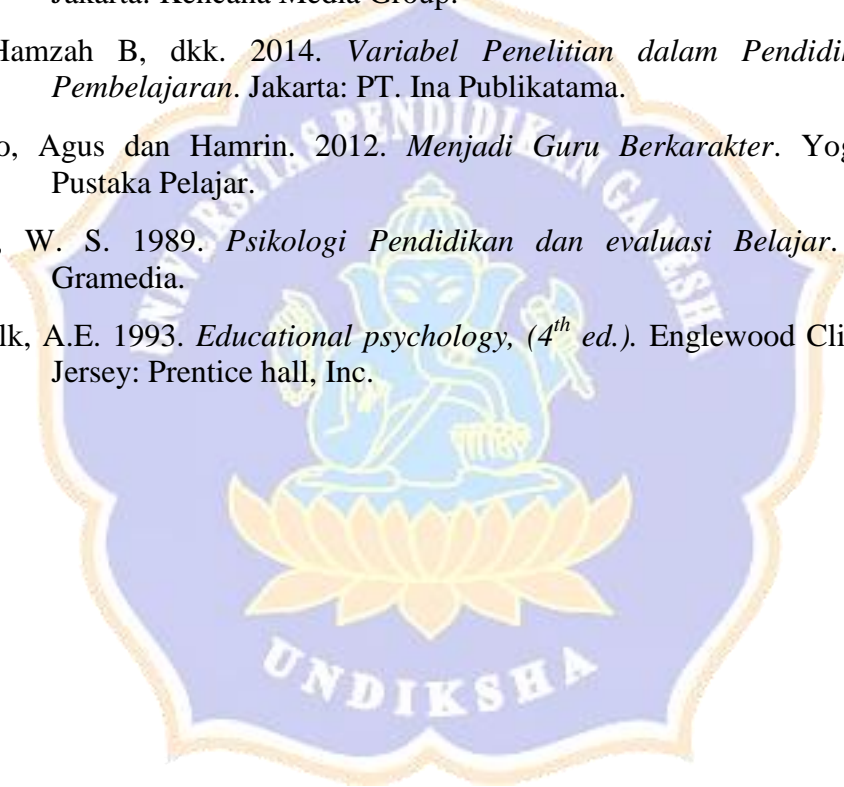 Jakarta: Kencana Media Group.
Hamzah B, dkk. 2014. Variabel Penelitian dalam Pendidik
Pembelajaran. Jakarta: PT. Ina Publikatama.
o, Agus dan Hamrin. 2012. Menjadi Guru Berkarakter. Yog
Pustaka Pelajar.
, W. S. 1989. Psikologi Pendidikan dan evaluasi Belajar.
Gramedia.
lk, A.E. 1993. Educational psychology, (4th ed.). Englewood Cli
Jersey: Prentice hall, Inc.
UNIVERSITAS PENDIDIKAN GANESHA
UNDIKSHA